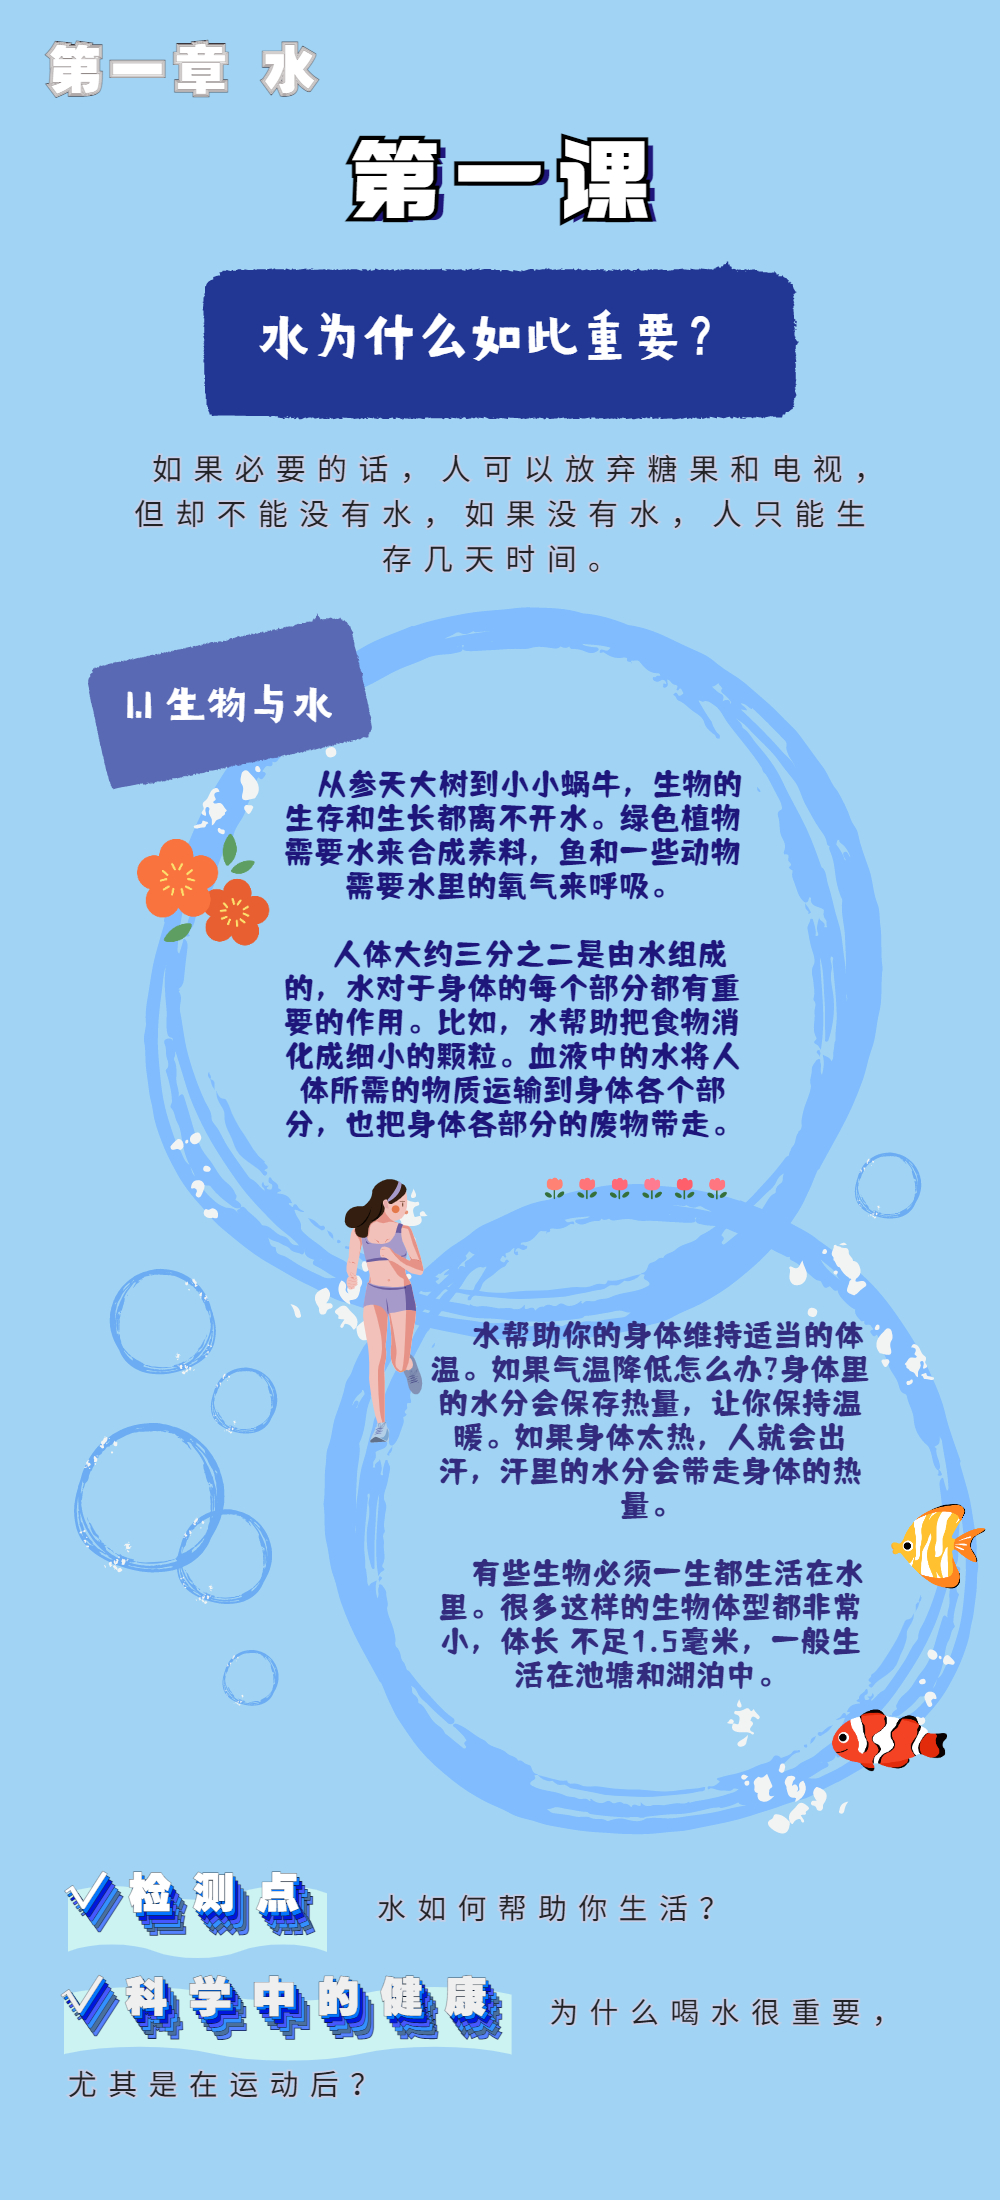 第一章 水
第一课
水为什么如此重要？
如果必要的话，人可以放弃糖果和电视，
但却不能没有水，如果没有水，人只能生
存几天时间。
1.1 生物与水
从参天大树到小小蜗牛，生物的
生存和生长都离不开水。绿色植物
需要水来合成养料，鱼和一些动物
需要水里的氧气来呼吸。
人体大约三分之二是由水组成
的，水对于身体的每个部分都有重
要的作用。比如，水帮助把食物消
化成细小的颗粒。血液中的水将人
体所需的物质运输到身体各个部
分，也把身体各部分的废物带走。
水帮助你的身体维持适当的体
温。如果气温降低怎么办?身体里
的水分会保存热量，让你保持温
暖。如果身体太热，人就会出
汗，汗里的水分会带走身体的热
量。
有些生物必须一生都生活在水
里。很多这样的生物体型都非常
小，体长 不足1.5毫米，一般生
活在池塘和湖泊中。
✓检测点 水如何帮助你生活？
✓科学中的健康 为什么喝水很重要，
尤其是在运动后？